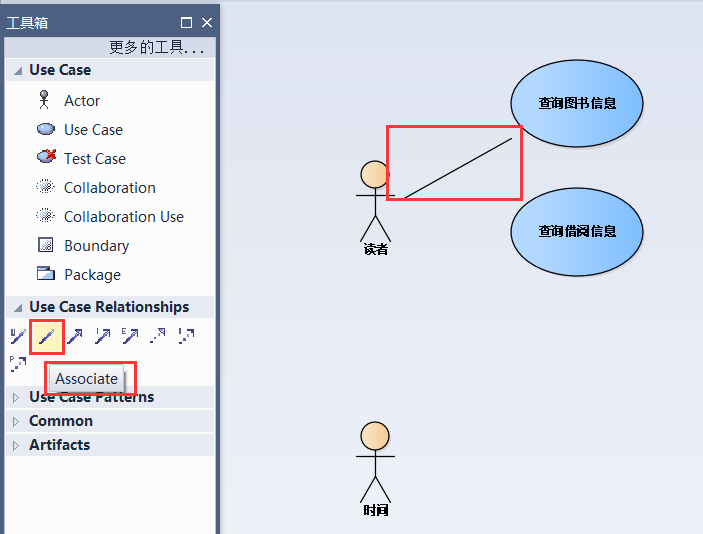 工具箱
更多的工具...
Use Case
Actor
Use Case
Test Case
Collaboration
Collaboration Use
Boundary
Package
Use Case Relationships
Associate
Use Case Patterns
Common
Artifacts
查询图书信息
读者
查询借阅信息
时间